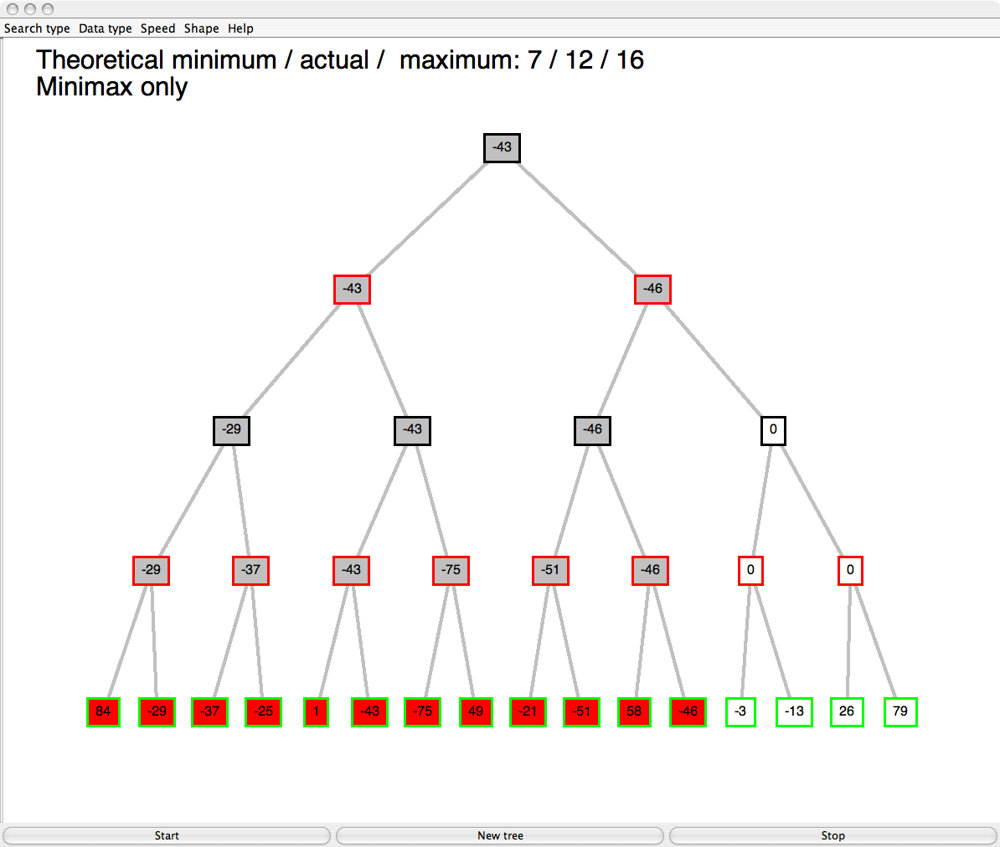 Search type Data type Speed Shape Help
Theoretical minimum / actual /  maximum: 7 / 12 / 16
Minimax only
-43
-43 -46
-29 -43 -46 0
-29 -37 -43 -75 -51 -46 0 0
84 -29 -37 -25 1 -43 -75 49 -21 -51 58 -46 -3 -13 26 79
Start New tree Stop